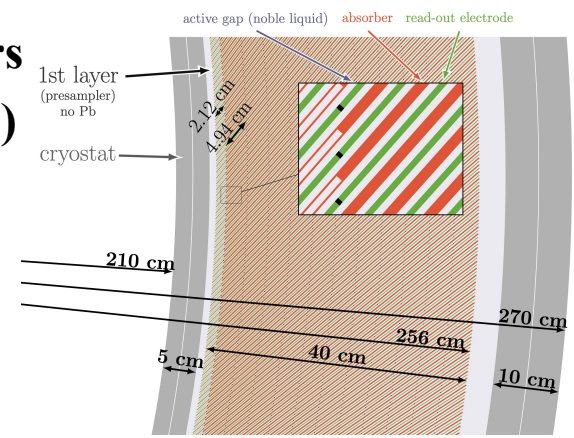 active gap (noble liquid) absorber read-out electrode
rs
1st layer
(presampler)
no Pb
)
2.12 cm
4.94 cm
cryostat
210 cm
270 cm
256 cm
40 cm
5 cm
10 cm